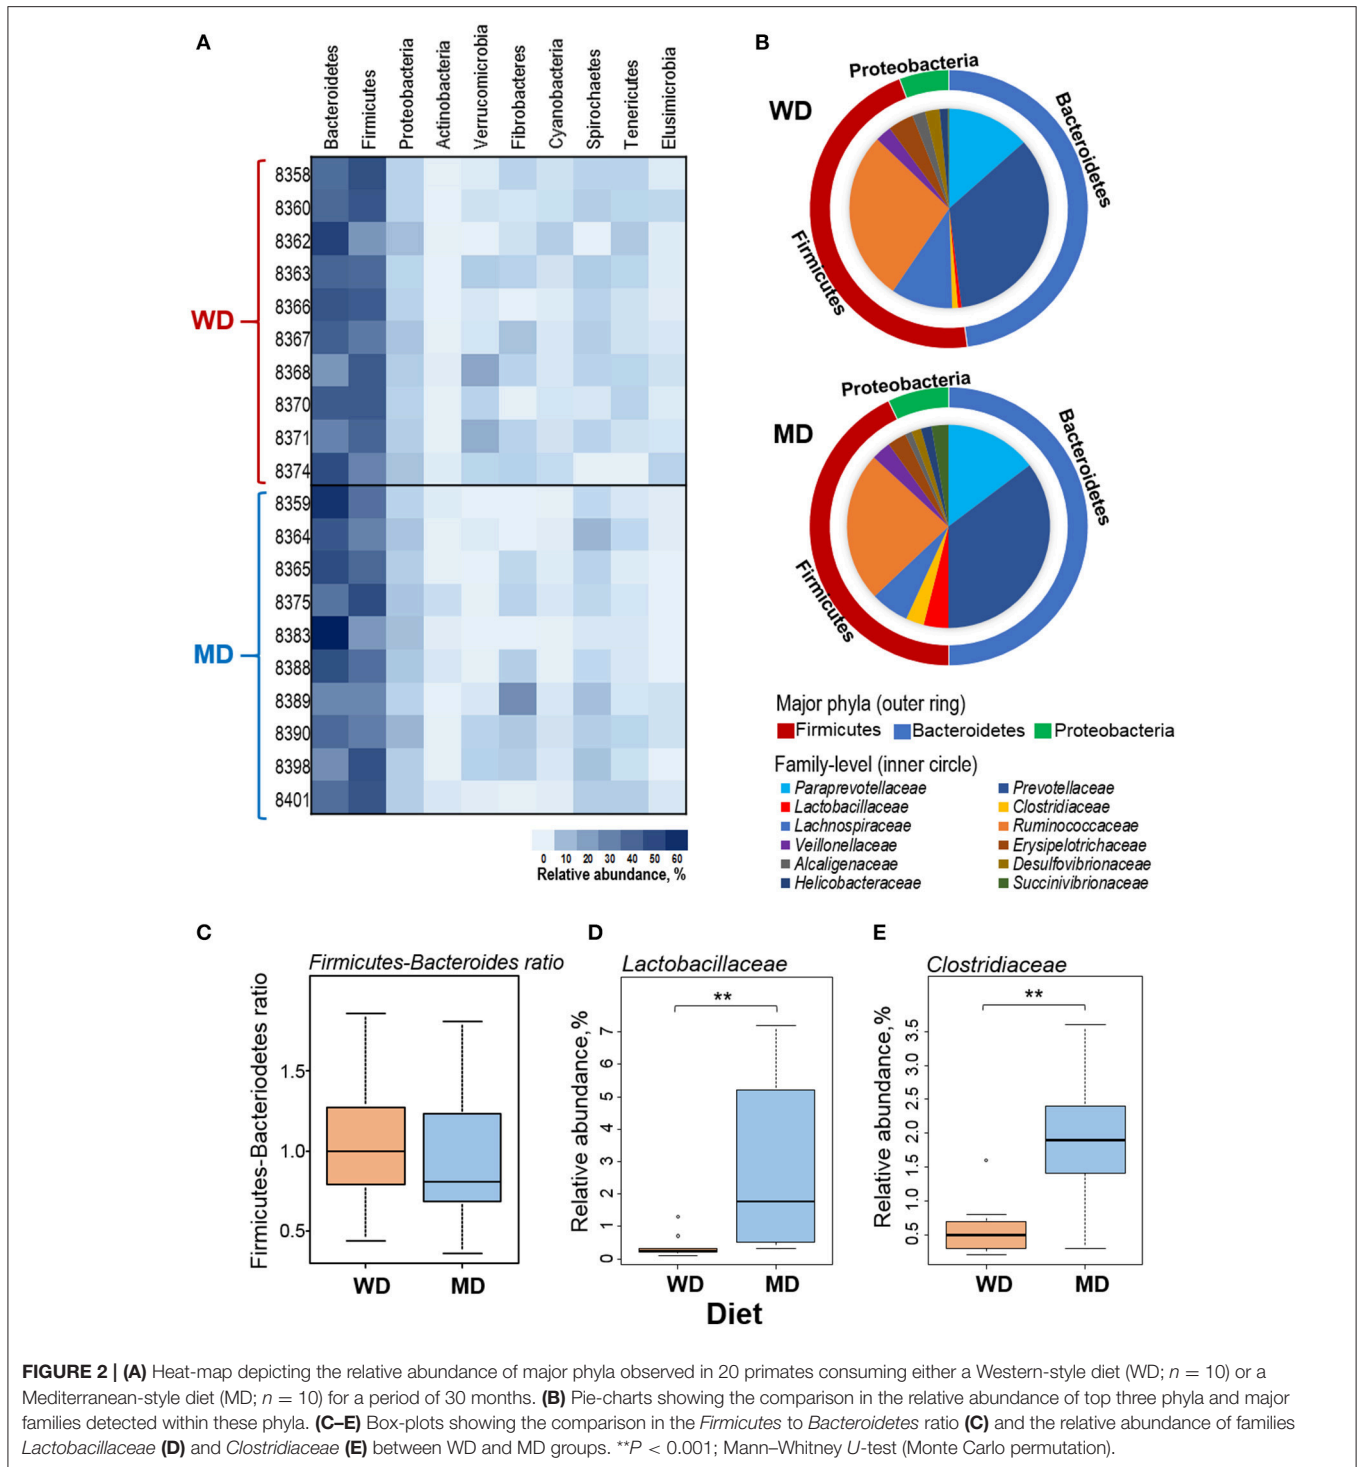 A
Bacteroidetes
Firmicutes
Proteobacteria
Actinobacteria
Verrucomicrobia
Fibrobacteres
Cyanobacteria
Spirochaetes
Tenericutes
Elusimicrobia
WD
8358
8360
8362
8363
8366
8367
8368
8370
8371
8374
MD
8359
8364
8365
8375
8383
8388
8389
8390
8398
8401
0 10 20 30 40 50 60
Relative abundance, %
B
WD
Proteobacteria
Bacteroidetes
Firmicutes
MD
Proteobacteria
Bacteroidetes
Firmicutes
Major phyla (outer ring)
Firmicutes Bacteroidetes Proteobacteria
Family-level (inner circle)
Paraprevotellaceae Prevotellaceae
Lactobacillaceae Clostridiaceae
Lachnospiraceae Ruminococcaceae
Veillonellaceae Erysipelotrichaceae
Alcaligenaceae Desulfovibrionaceae
Helicobacteraceae Succinivibrionaceae
C
Firmicutes-Bacteroides ratio
Firmicutes-Bacteriodetes ratio
1.5
1.0
0.5
WD MD
D
Lactobacillaceae
**
Relative abundance,%
7
6
5
4
3
2
1
0
WD MD
Diet
E
Clostridiaceae
**
Relative abundance,%
3.5
3.0
2.5
2.0
1.5
1.0
0.5
WD MD
FIGURE 2 | (A) Heat-map depicting the relative abundance of major phyla observed in 20 primates consuming either a Western-style diet (WD; n = 10) or a
Mediterranean-style diet (MD; n = 10) for a period of 30 months. (B) Pie-charts showing the comparison in the relative abundance of top three phyla and major
families detected within these phyla. (C–E) Box-plots showing the comparison in the Firmicutes to Bacteroidetes ratio (C) and the relative abundance of families
Lactobacillaceae (D) and Clostridiaceae (E) between WD and MD groups. **P < 0.001; Mann–Whitney U-test (Monte Carlo permutation).